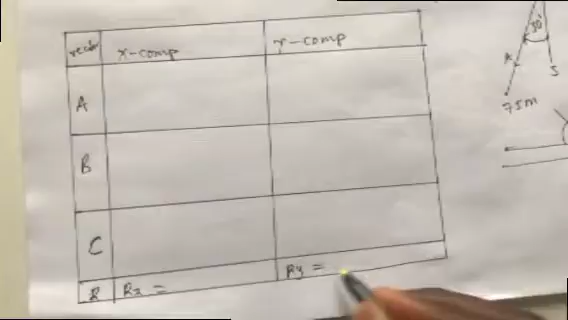 vector x-comp y-comp
A
B
C
R Rx = Ry =
30°
A
S
75m